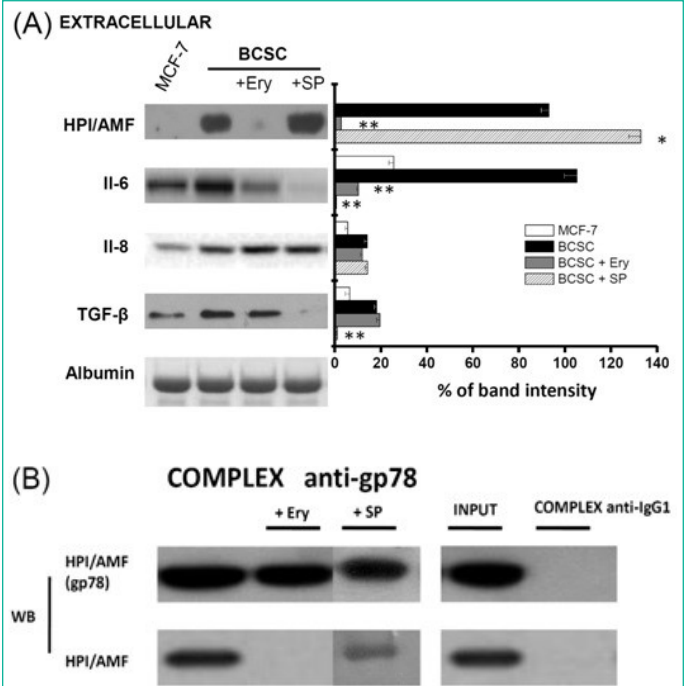 (A) EXTRACELLULAR
MCF-7
BCSC
+Ery +SP
HPI/AMF
** 
*
Il-6
**
**
Il-8
MCF-7
BCSC
BCSC + Ery
BCSC + SP
TGF-β
**
Albumin
0 20 40 60 80 100 120 140
% of band intensity
(B) COMPLEX anti-gp78
+ Ery + SP INPUT COMPLEX anti-IgG1
HPI/AMF
(gp78)
WB
HPI/AMF